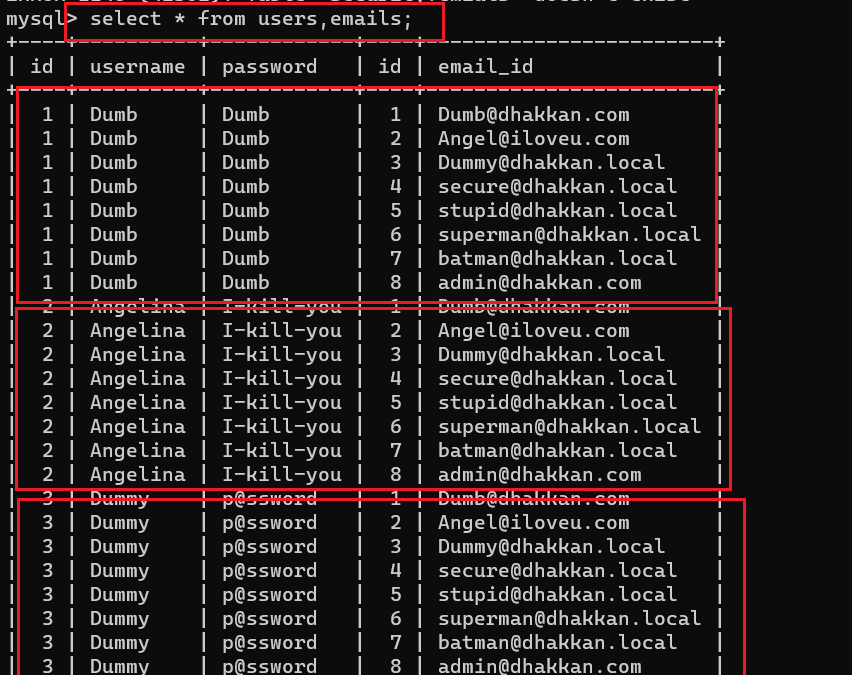 mysql> select * from users,emails;
| id | username | password | id | email_id |
| 1 | Dumb | Dumb | 1 | Dumb@dhakkan.com |
| 1 | Dumb | Dumb | 2 | Angel@iloveu.com |
| 1 | Dumb | Dumb | 3 | Dummy@dhakkan.local |
| 1 | Dumb | Dumb | 4 | secure@dhakkan.local |
| 1 | Dumb | Dumb | 5 | stupid@dhakkan.local |
| 1 | Dumb | Dumb | 6 | superman@dhakkan.local |
| 1 | Dumb | Dumb | 7 | batman@dhakkan.local |
| 1 | Dumb | Dumb | 8 | admin@dhakkan.com |
| 2 | Angelina | I-kill-you | 1 | Dumb@dhakkan.com |
| 2 | Angelina | I-kill-you | 2 | Angel@iloveu.com |
| 2 | Angelina | I-kill-you | 3 | Dummy@dhakkan.local |
| 2 | Angelina | I-kill-you | 4 | secure@dhakkan.local |
| 2 | Angelina | I-kill-you | 5 | stupid@dhakkan.local |
| 2 | Angelina | I-kill-you | 6 | superman@dhakkan.local |
| 2 | Angelina | I-kill-you | 7 | batman@dhakkan.local |
| 2 | Angelina | I-kill-you | 8 | admin@dhakkan.com |
| 3 | Dummy | p@ssword | 1 | Dumb@dhakkan.com |
| 3 | Dummy | p@ssword | 2 | Angel@iloveu.com |
| 3 | Dummy | p@ssword | 3 | Dummy@dhakkan.local |
| 3 | Dummy | p@ssword | 4 | secure@dhakkan.local |
| 3 | Dummy | p@ssword | 5 | stupid@dhakkan.local |
| 3 | Dummy | p@ssword | 6 | superman@dhakkan.local |
| 3 | Dummy | p@ssword | 7 | batman@dhakkan.local |
| 3 | Dummy | p@ssword | 8 | admin@dhakkan.com |